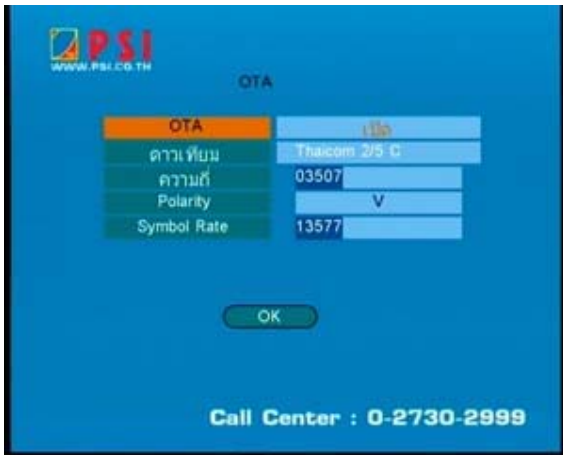 PSI
WWW.PSI.CO.TH
OTA
OTA เปิด
ดาวเทียม Thaicom 2/5 C
ความถี่ 03507
Polarity V
Symbol Rate 13577
OK
Call Center : 0-2730-2999